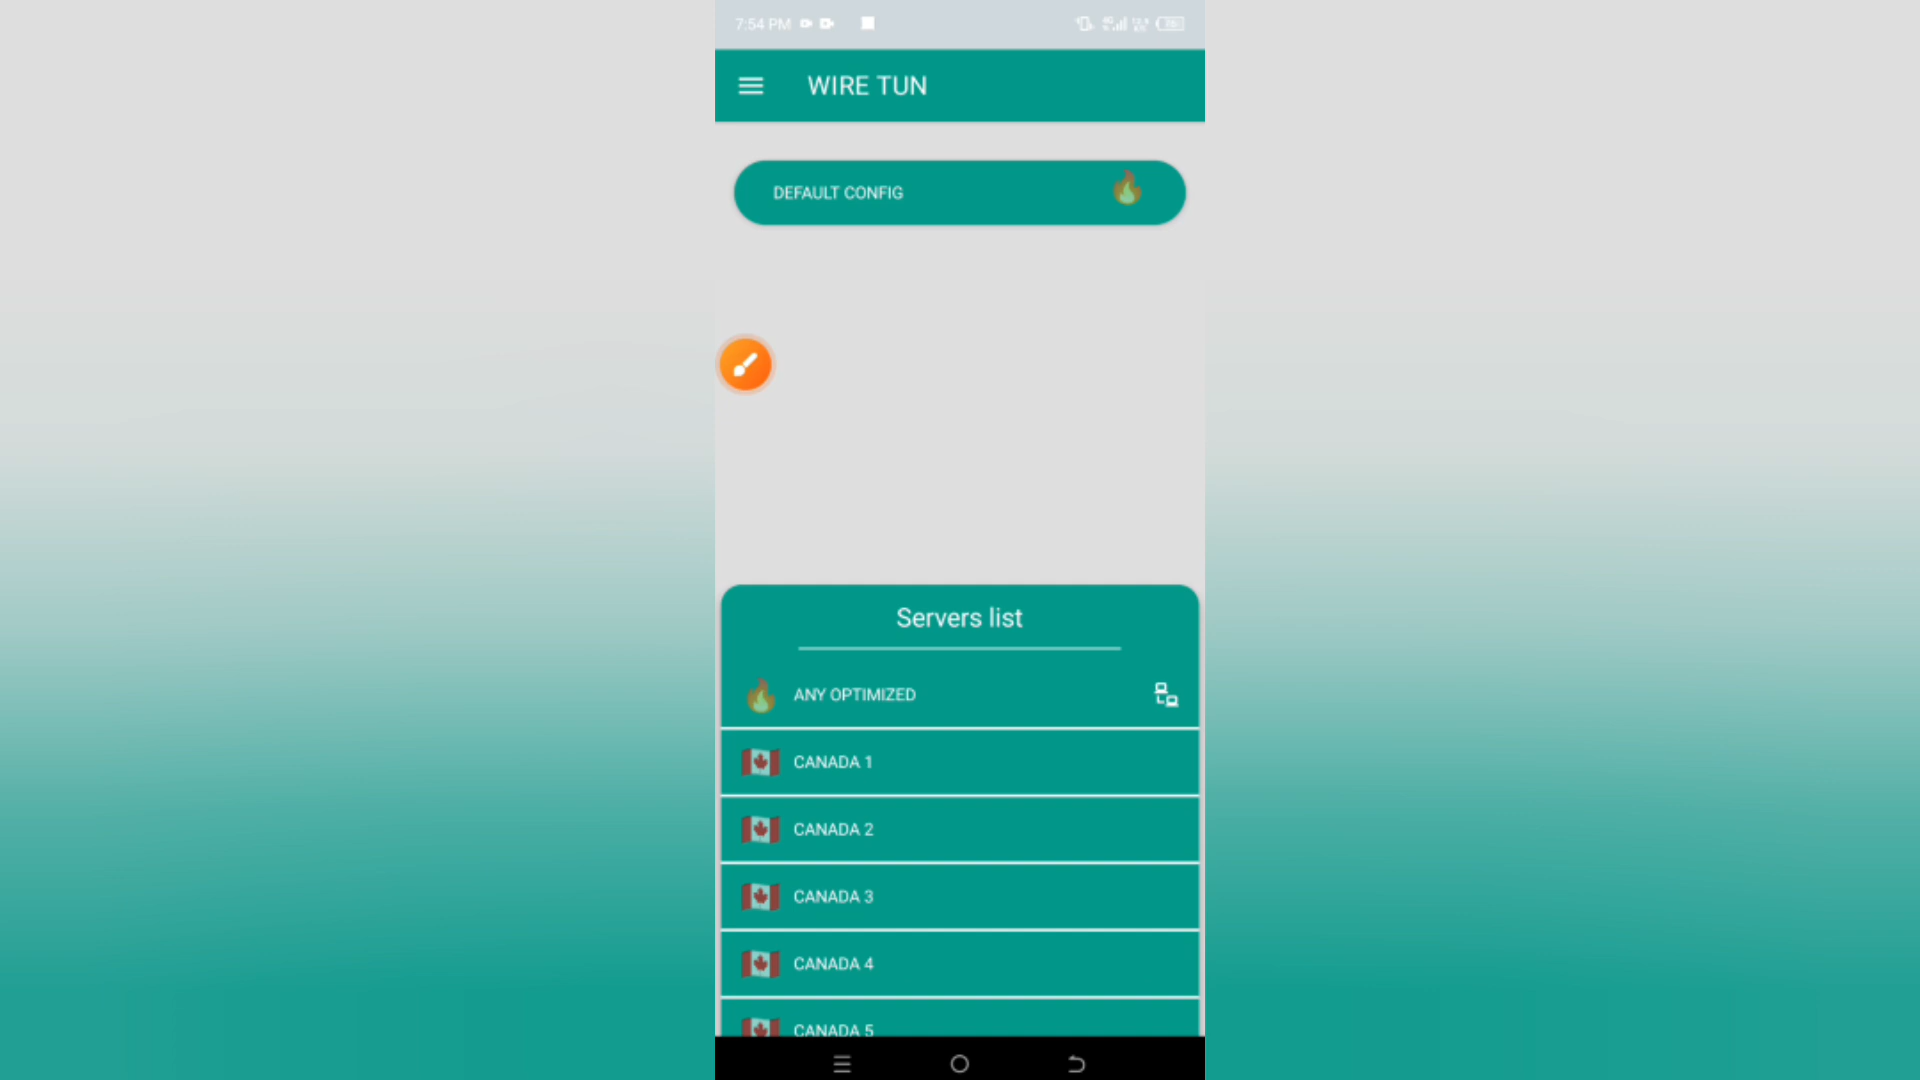 7:54 PM
WIRE TUN
DEFAULT CONFIG
Servers list
ANY OPTIMIZED
CANADA 1
CANADA 2
CANADA 3
CANADA 4
CANADA 5